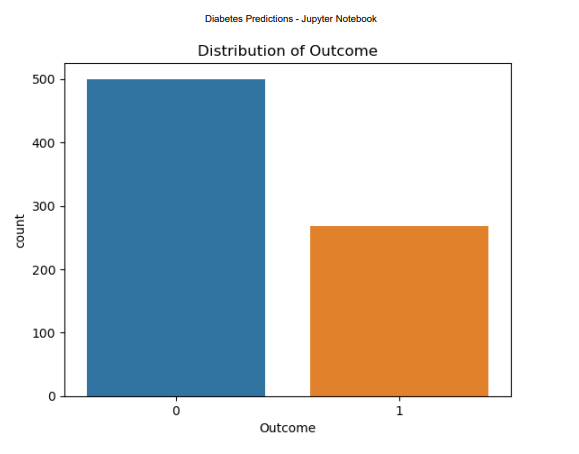 Diabetes Predictions - Jupyter Notebook
Distribution of Outcome
500
400
300
200
100
0
count
0 1
Outcome